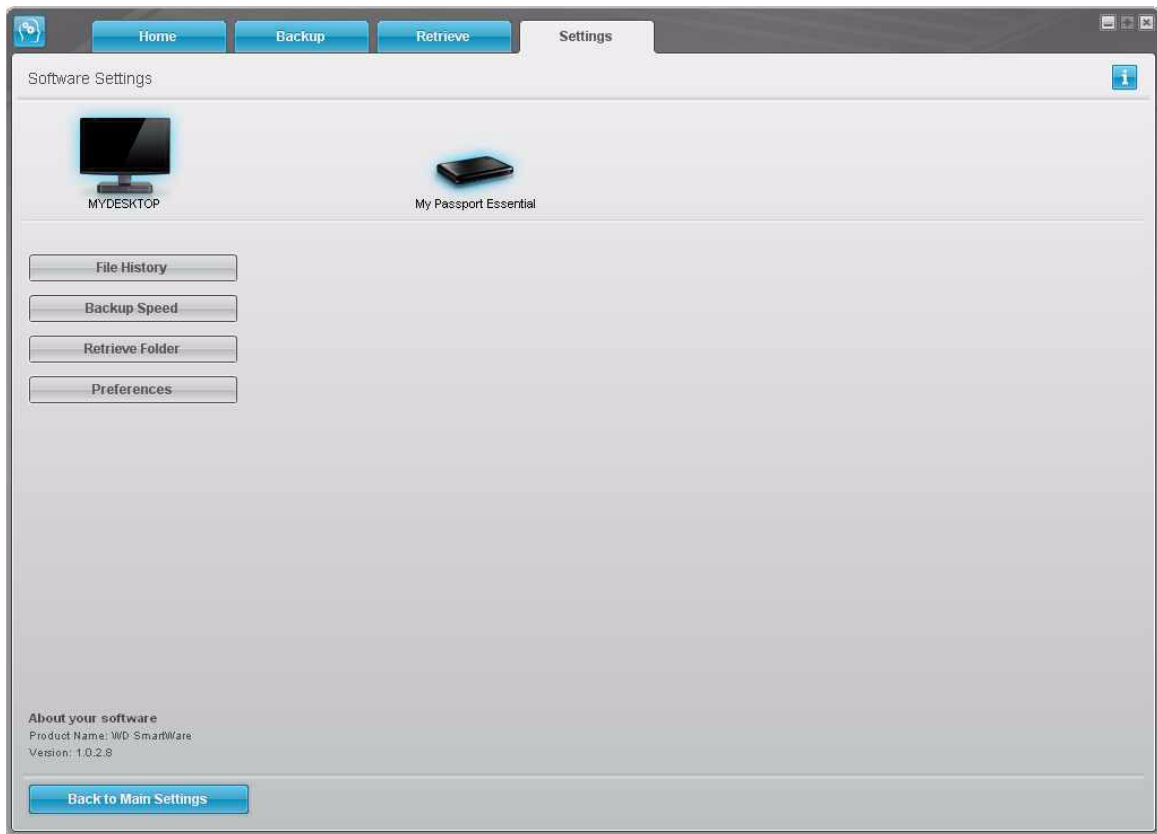 Home Backup Retrieve Settings
Software Settings
MYDESKTOP My Passport Essential
File History
Backup Speed
Retrieve Folder
Preferences
About your software
Product Name: WD SmartWare
Version: 1.0.2.8
Back to Main Settings